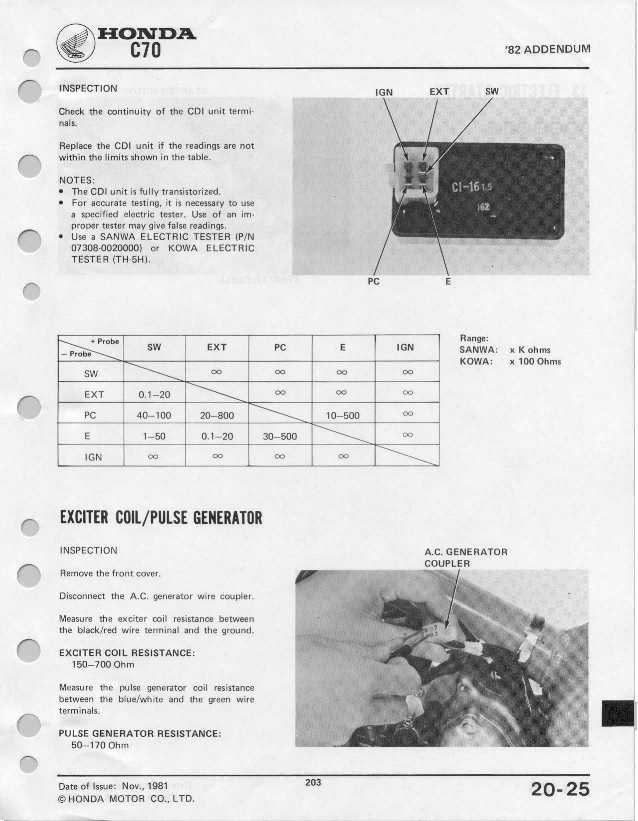 HONDA
C70
'82 ADDENDUM
INSPECTION
Check the continuity of the CDI unit termi-
nals.
Replace the CDI unit if the readings are not
within the limits shown in the table.
NOTES:
• The CDI unit is fully transistorized.
• For accurate testing, it is necessary to use
a specified electric tester. Use of an im-
proper tester may give false readings.
• Use a SANWA ELECTRIC TESTER (P/N
07308-0020000) or KOWA ELECTRIC
TESTER (TH-5H).
IGN EXT SW
CI-16 1.5
162
PC E
+ Probe SW EXT PC E IGN
− Probe
SW ∞ ∞ ∞ ∞
EXT 0.1–20 ∞ ∞ ∞
PC 40–100 20–800 10–500 ∞
E 1–50 0.1–20 30–500 ∞
IGN ∞ ∞ ∞ ∞
Range:
SANWA: x K ohms
KOWA: x 100 Ohms
EXCITER COIL/PULSE GENERATOR
INSPECTION
Remove the front cover.
Disconnect the A.C. generator wire coupler.
Measure the exciter coil resistance between
the black/red wire terminal and the ground.
EXCITER COIL RESISTANCE:
150–700 Ohm
Measure the pulse generator coil resistance
between the blue/white and the green wire
terminals.
PULSE GENERATOR RESISTANCE:
50–170 Ohm
A.C. GENERATOR
COUPLER
Date of Issue: Nov., 1981
© HONDA MOTOR CO., LTD.
203
20-25